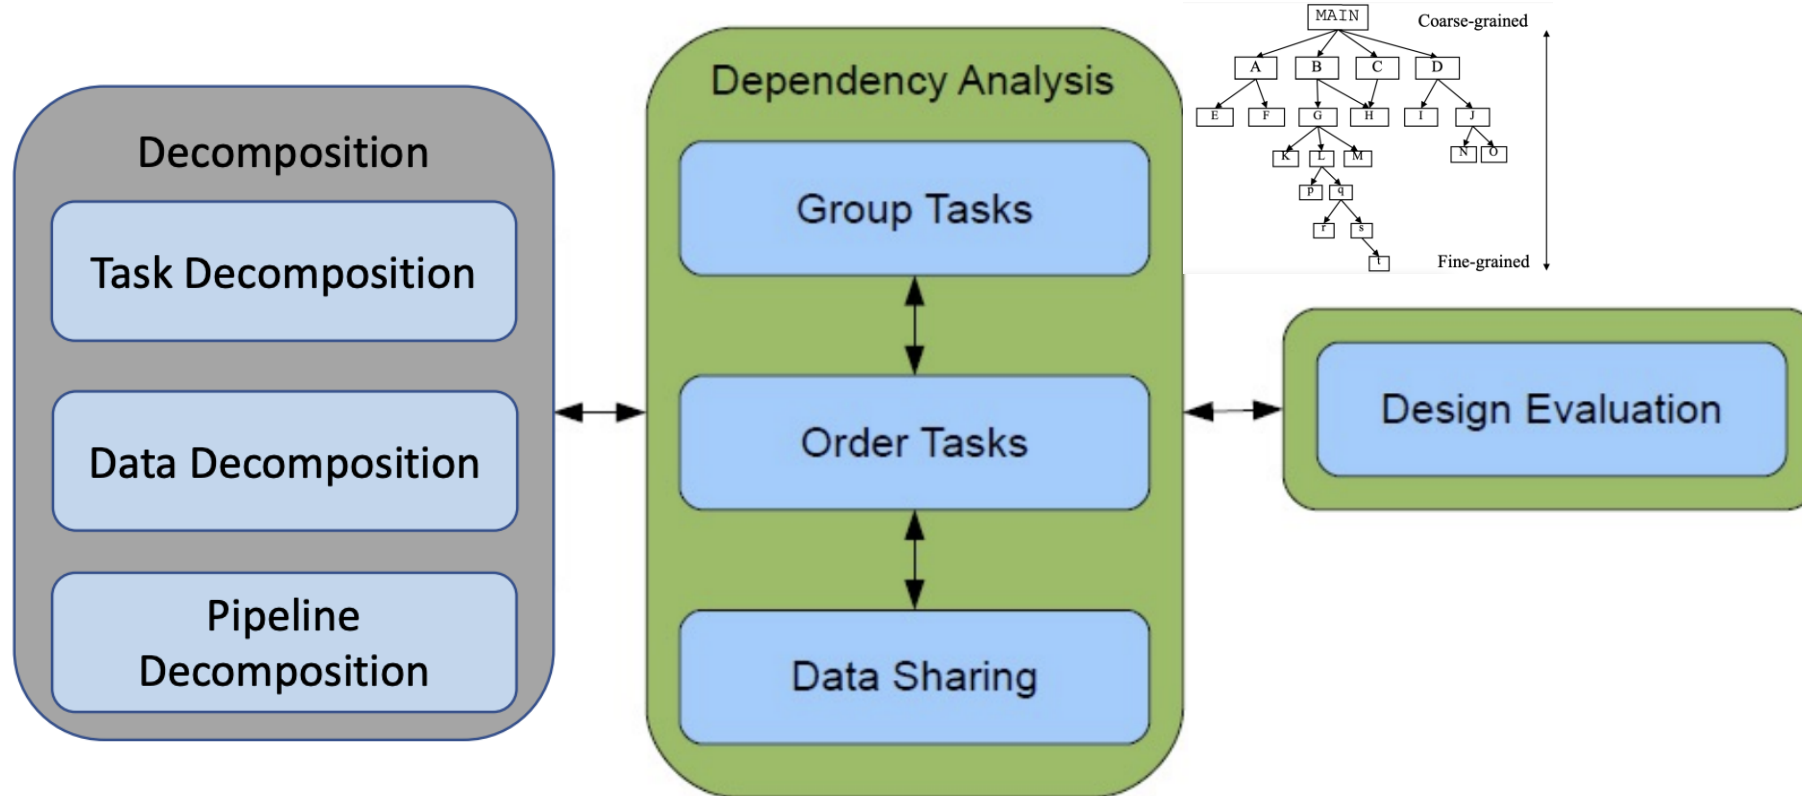 Decomposition
Task Decomposition
Data Decomposition
Pipeline
Decomposition
Dependency Analysis
Group Tasks
Order Tasks
Data Sharing
MAIN
Coarse-grained
A B C D
E F G H I J
K L M N O
p q
r s
t
Fine-grained
Design Evaluation